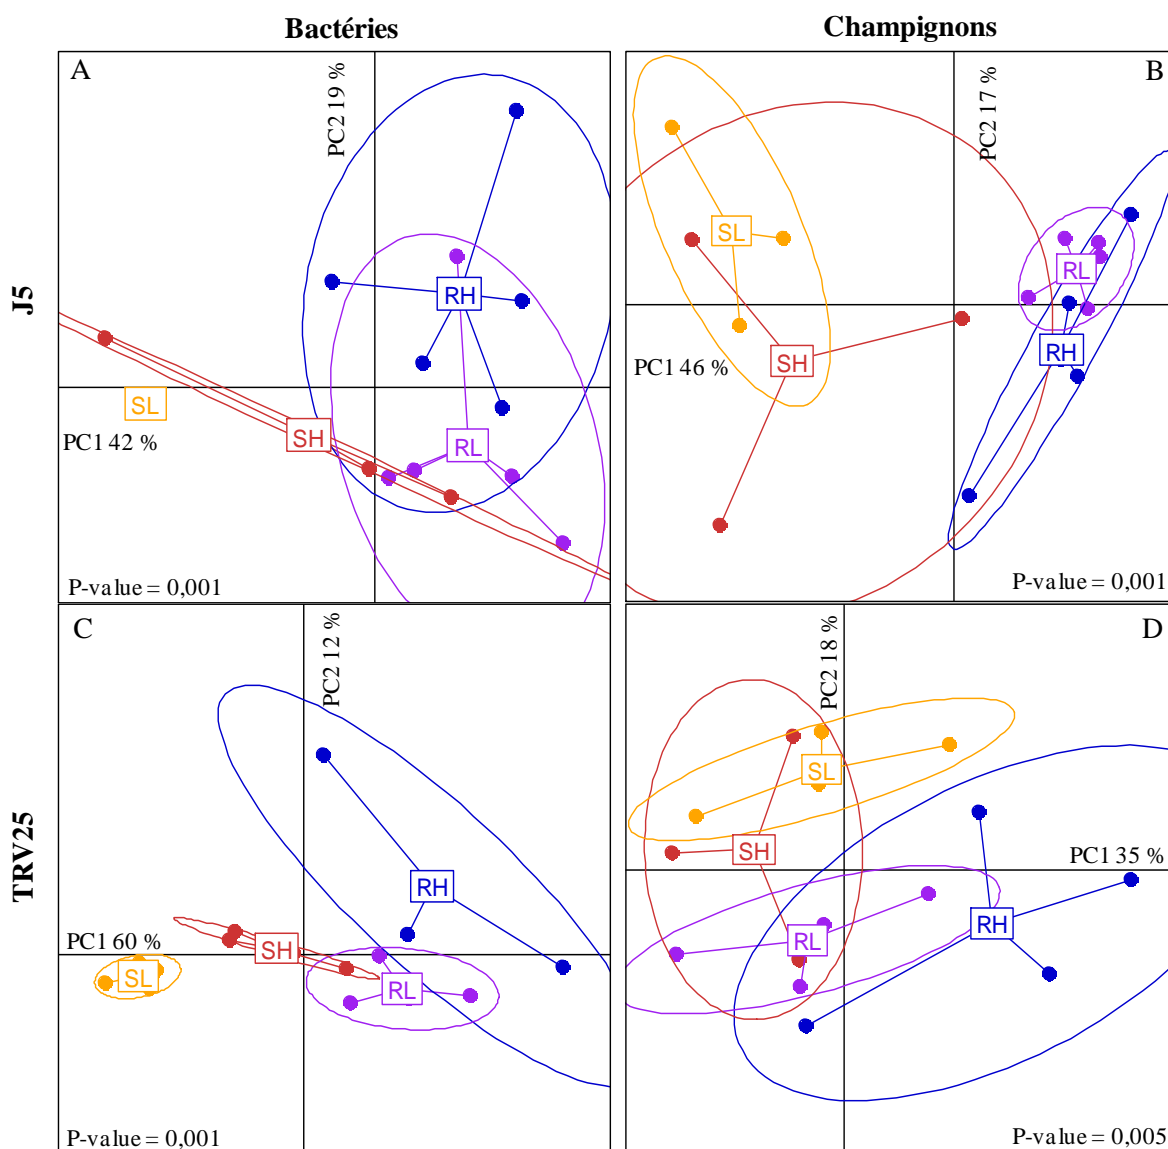 Bactéries
Champignons
J5
TRV25
A
PC2 19 %
RH
SL
SH
RL
PC1 42 %
P-value = 0,001
B
PC2 17 %
SL
RL
RH
SH
PC1 46 %
P-value = 0,001
C
PC2 12 %
RH
PC1 60 %
SH
SL
RL
P-value = 0,001
D
PC2 18 %
SL
SH
PC1 35 %
RH
RL
P-value = 0,005